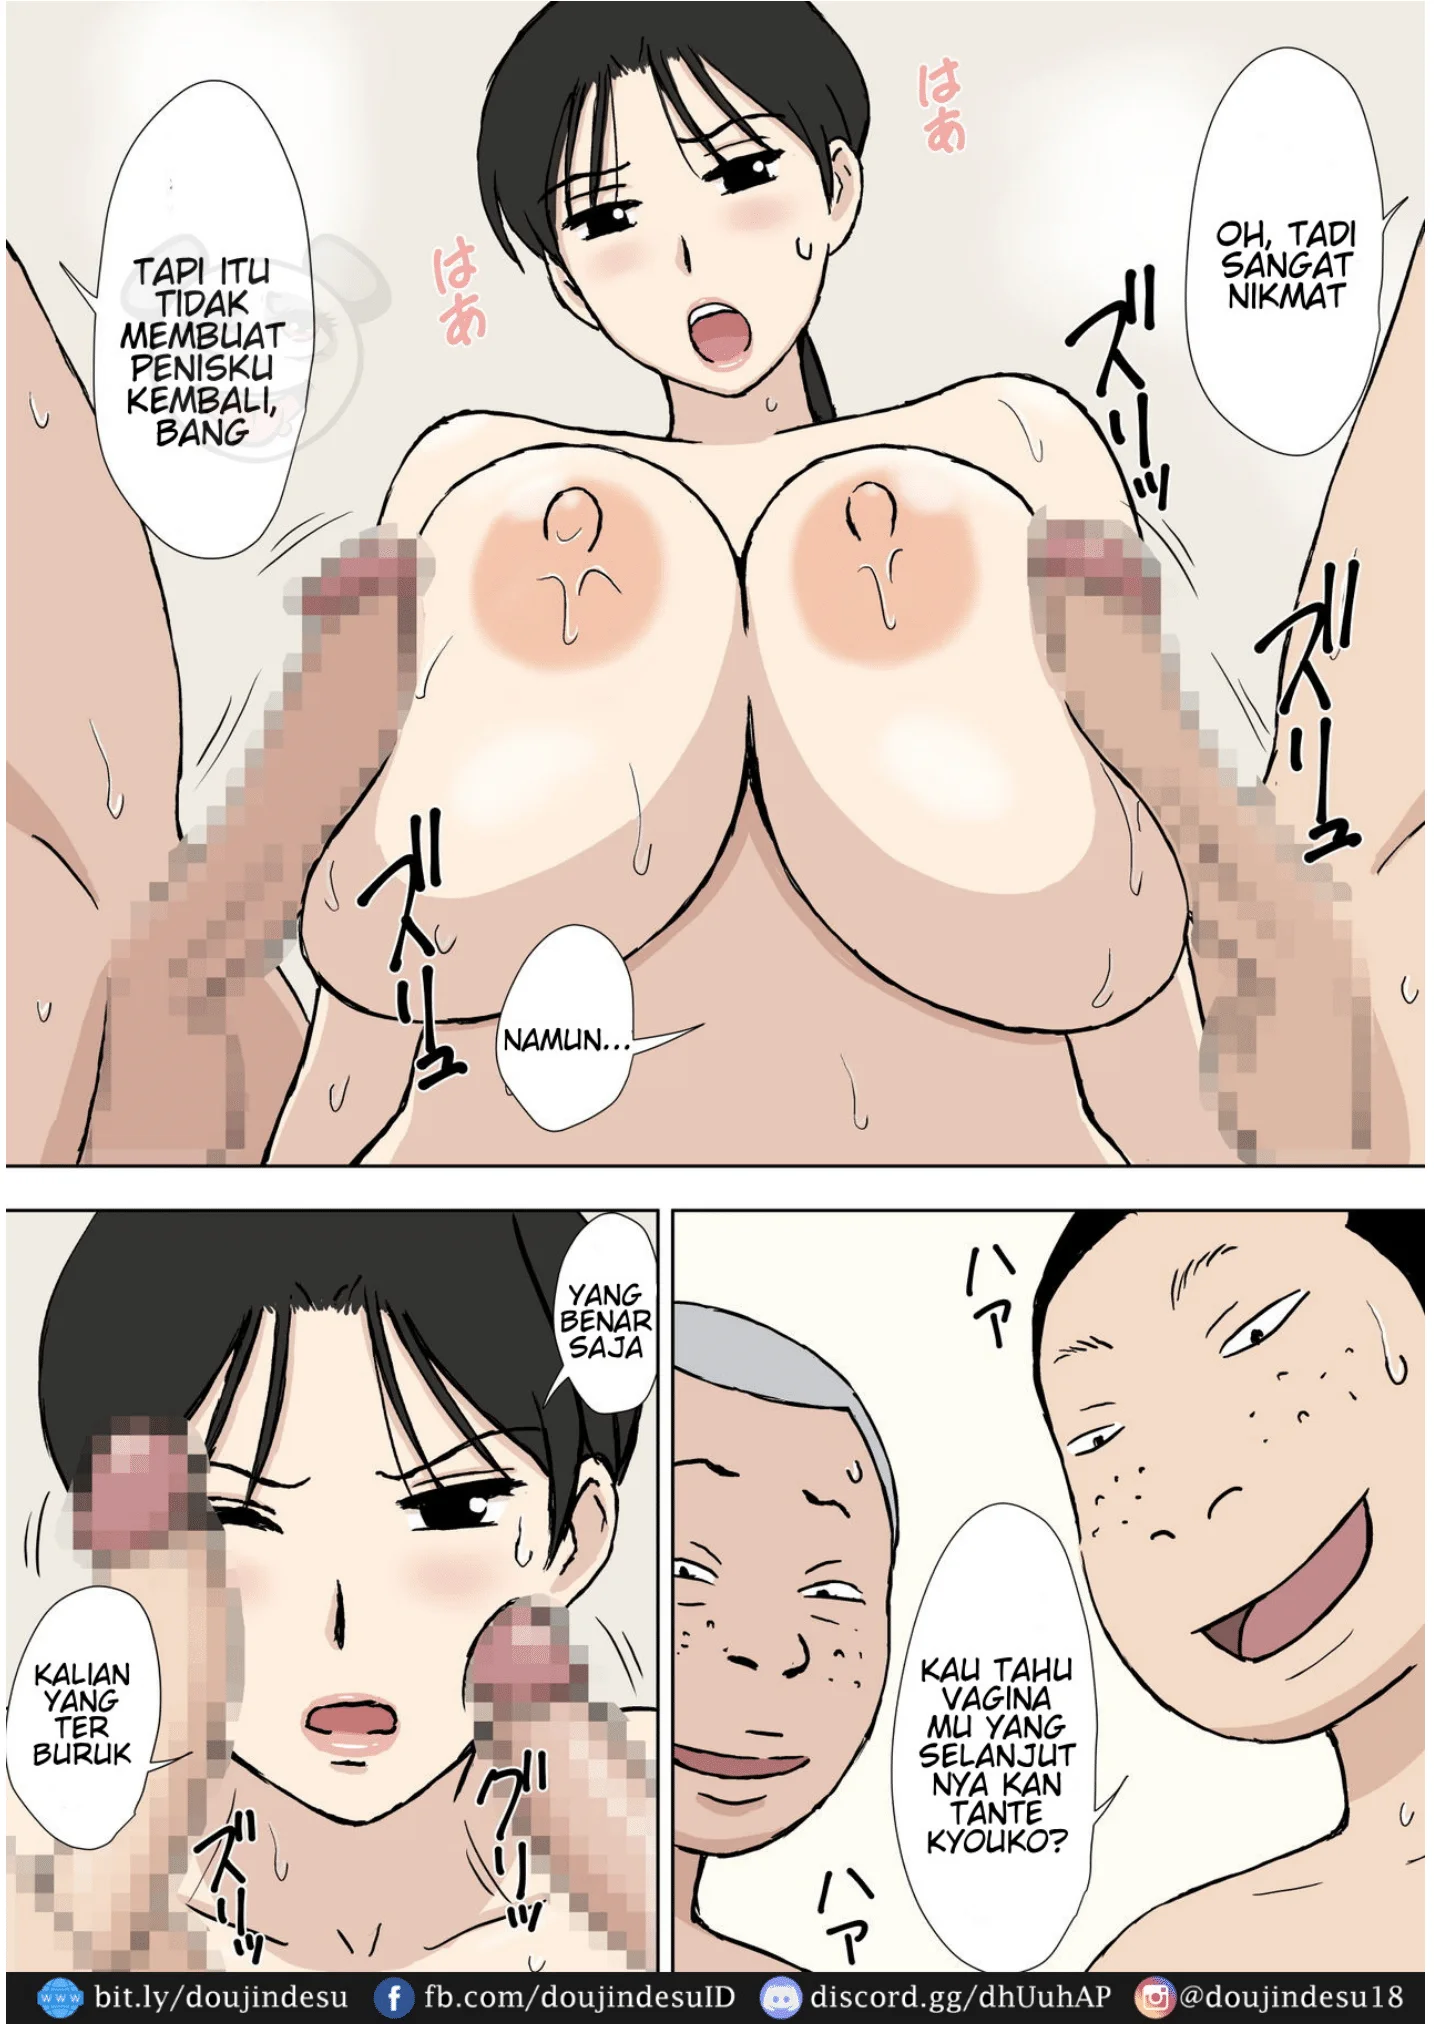 はあ
OH, TADI
SANGAT
NIKMAT
はあ
TAPI ITU
TIDAK
MEMBUAT
PENISKU
KEMBALI,
BANG
ズリッ
ズリュ
ズリュ
NAMUN...
ハァ
KAU TAHU
VAGINA
MU YANG
SELANJUT
NYA KAN
TANTE
KYOUKO?
ハァ
YANG
BENAR
SAJA
KALIAN
YANG
TER
BURUK
グリッ
ズリッ
www bit.ly/doujindesu f fb.com/doujindesuID discord.gg/dhUuhAP @doujindesu18